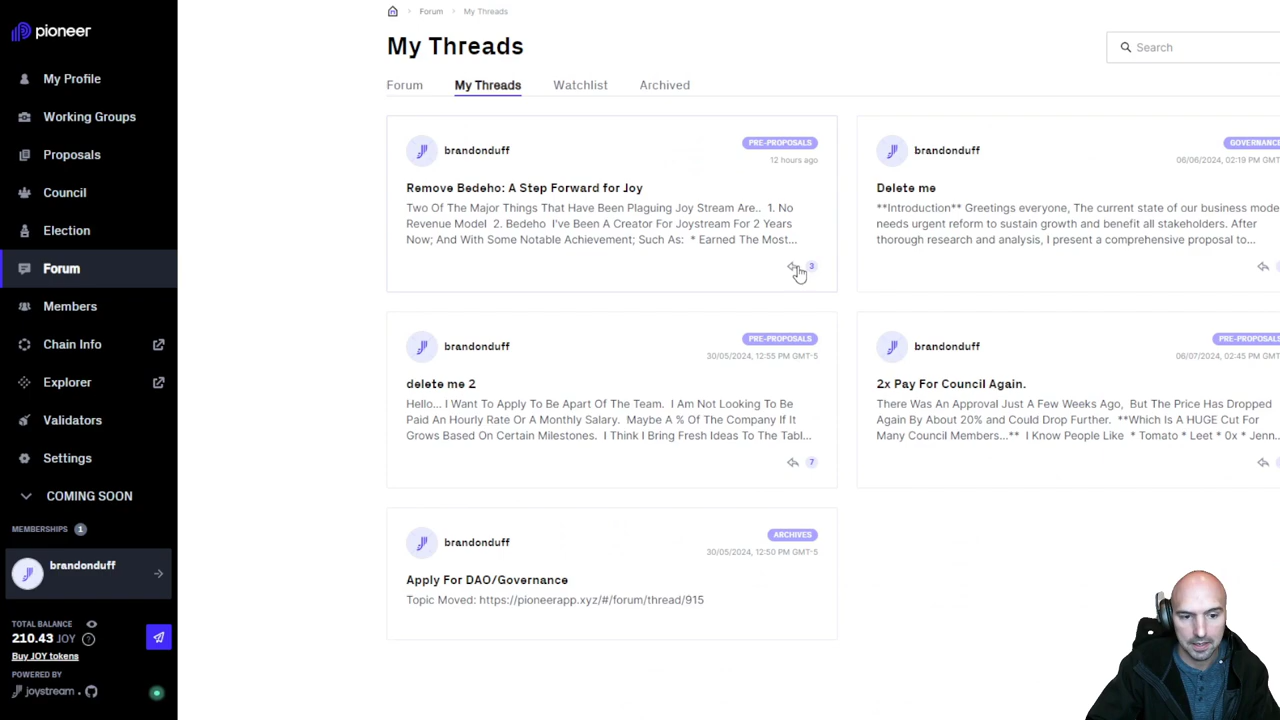 pioneer
My Profile
Working Groups
Proposals
Council
Election
Forum
Members
Chain Info
Explorer
Validators
Settings
COMING SOON
MEMBERSHIPS 1
brandonduff
TOTAL BALANCE
210.43 JOY ?
Buy JOY tokens
POWERED BY
joystream
Forum
My Threads
My Threads
Search
Forum
My Threads
Watchlist
Archived
brandonduff
PRE-PROPOSALS
12 hours ago
Remove Bedeho: A Step Forward for Joy
Two Of The Major Things That Have Been Plaguing Joy Stream Are.. 1. No
Revenue Model 2. Bedeho I've Been A Creator For Joystream For 2 Years
Now; And With Some Notable Achievement; Such As: * Earned The Most...
3
brandonduff
GOVERNANCE
06/06/2024, 02:19 PM GMT
Delete me
**Introduction** Greetings everyone, The current state of our business mode
needs urgent reform to sustain growth and benefit all stakeholders. After
thorough research and analysis, I present a comprehensive proposal to...
brandonduff
PRE-PROPOSALS
30/05/2024, 12:55 PM GMT-5
delete me 2
Hello... I Want To Apply To Be Apart Of The Team. I Am Not Looking To Be
Paid An Hourly Rate Or A Monthly Salary. Maybe A % Of The Company If It
Grows Based On Certain Milestones. I Think I Bring Fresh Ideas To The Tabl...
7
brandonduff
PRE-PROPOSALS
06/07/2024, 02:45 PM GMT
2x Pay For Council Again.
There Was An Approval Just A Few Weeks Ago, But The Price Has Dropped
Again By About 20% and Could Drop Further. **Which Is A HUGE Cut For
Many Council Members...** I Know People Like * Tomato * Leet * 0x * Jenn...
brandonduff
ARCHIVES
30/05/2024, 12:50 PM GMT-5
Apply For DAO/Governance
Topic Moved: https://pioneerapp.xyz/#/forum/thread/915